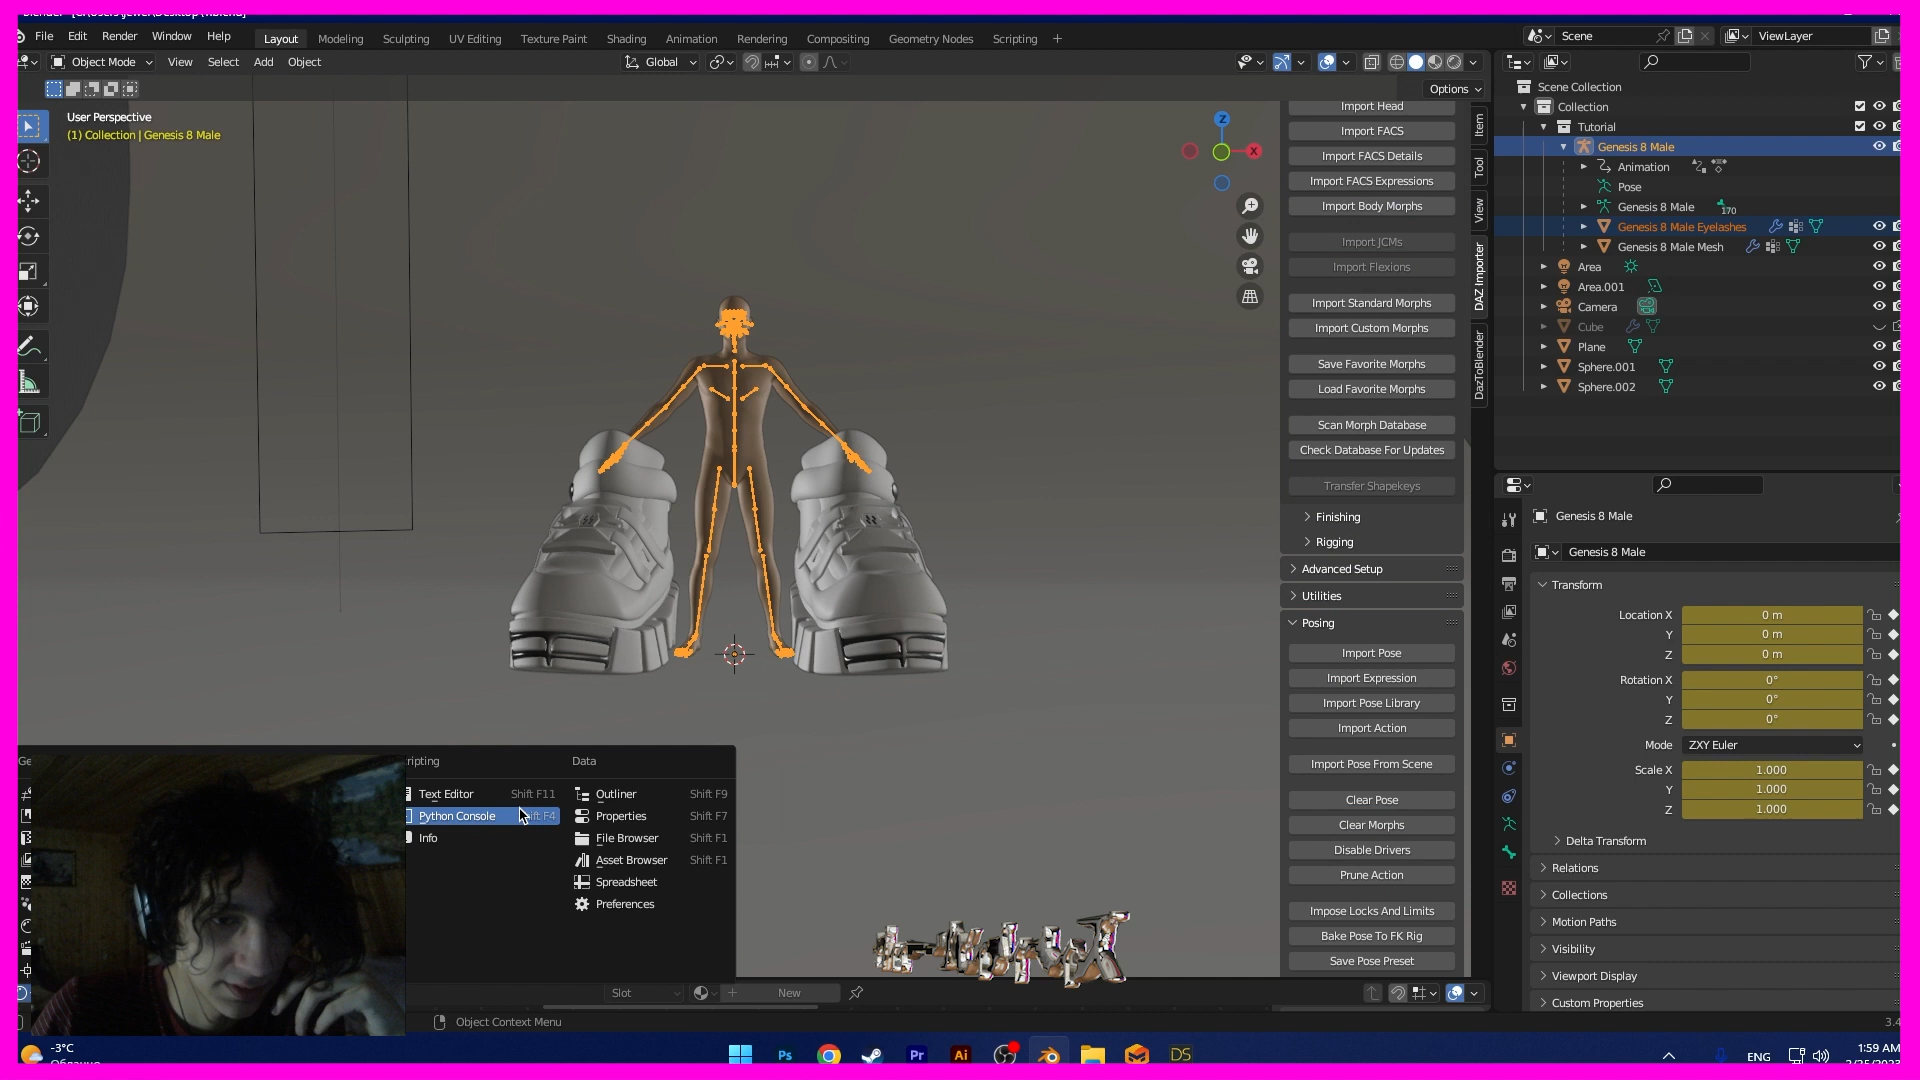 File Edit Render Window Help
Layout Modeling Sculpting UV Editing Texture Paint Shading Animation Rendering Compositing Geometry Nodes Scripting +
Scene
ViewLayer
Object Mode View Select Add Object
Global
Options
User Perspective
(1) Collection | Genesis 8 Male
Z
X
Import Head
Import FACS
Import FACS Details
Import FACS Expressions
Import Body Morphs
Import JCMs
Import Flexions
Import Standard Morphs
Import Custom Morphs
Save Favorite Morphs
Load Favorite Morphs
Scan Morph Database
Check Database For Updates
Transfer Shapekeys
Finishing
Rigging
Advanced Setup
Utilities
Posing
Import Pose
Import Expression
Import Pose Library
Import Action
Import Pose From Scene
Clear Pose
Clear Morphs
Disable Drivers
Prune Action
Impose Locks And Limits
Bake Pose To FK Rig
Save Pose Preset
Item
Tool
View
DAZ Importer
DazToBlender
Scene Collection
Collection
Tutorial
Genesis 8 Male
Animation
Pose
Genesis 8 Male
170
Genesis 8 Male Eyelashes
Genesis 8 Male Mesh
Area
Area.001
Camera
Cube
Plane
Sphere.001
Sphere.002
Genesis 8 Male
Genesis 8 Male
Transform
Location X 0 m
Y 0 m
Z 0 m
Rotation X 0°
Y 0°
Z 0°
Mode ZXY Euler
Scale X 1.000
Y 1.000
Z 1.000
Delta Transform
Relations
Collections
Motion Paths
Visibility
Viewport Display
Custom Properties
Ge
ripting
Data
Text Editor Shift F11
Python Console ift F4
Info
Outliner Shift F9
Properties Shift F7
File Browser Shift F1
Asset Browser Shift F1
Spreadsheet
Preferences
Slot
New
Object Context Menu
3.4
-3°C
Ps
Pr
Ai
DS
ENG
1:59 AM